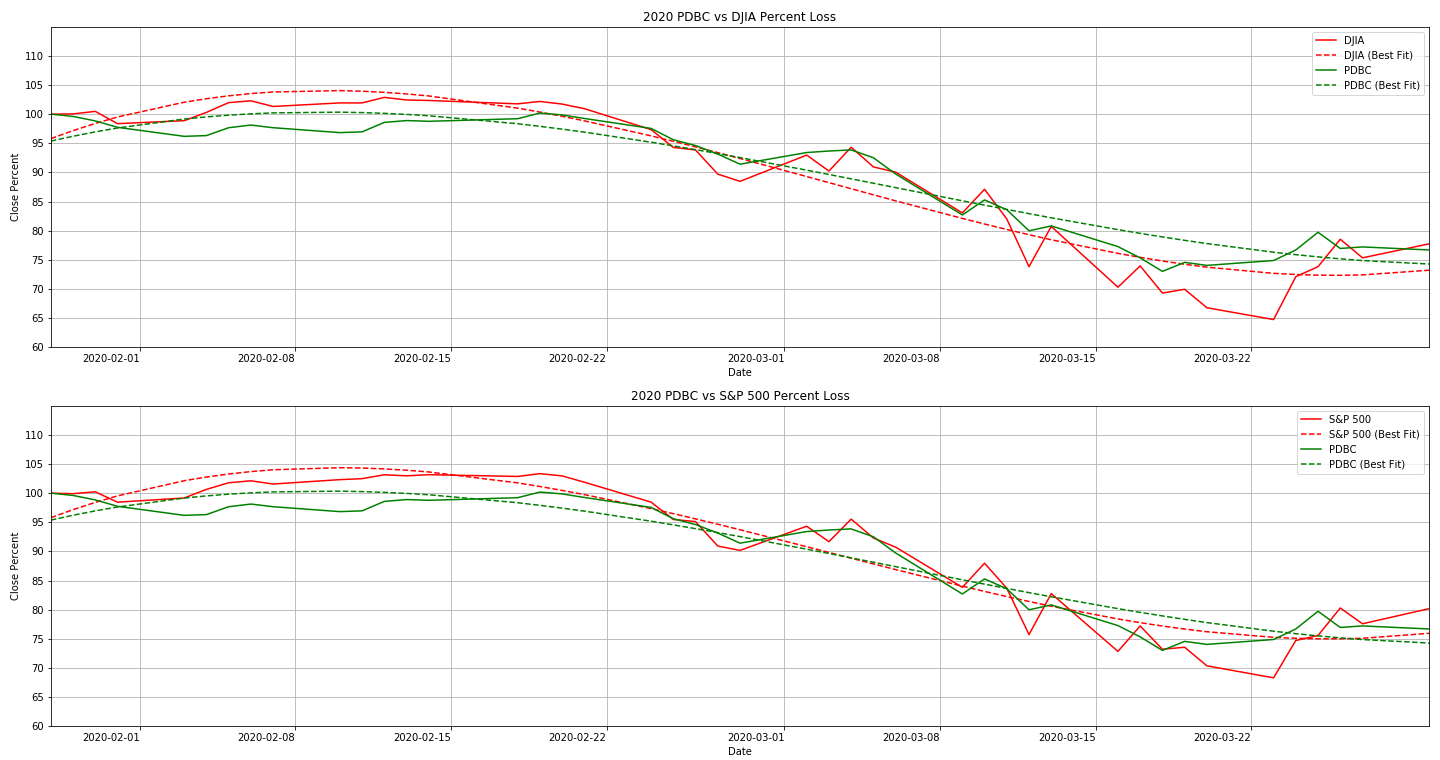 2020 PDBC vs DJIA Percent Loss
DJIA
DJIA (Best Fit)
PDBC
PDBC (Best Fit)
110
105
100
95
90
85
80
75
70
65
60
Close Percent
2020-02-01 2020-02-08 2020-02-15 2020-02-22 2020-03-01 2020-03-08 2020-03-15 2020-03-22
Date
2020 PDBC vs S&P 500 Percent Loss
S&P 500
S&P 500 (Best Fit)
PDBC
PDBC (Best Fit)
110
105
100
95
90
85
80
75
70
65
60
Close Percent
2020-02-01 2020-02-08 2020-02-15 2020-02-22 2020-03-01 2020-03-08 2020-03-15 2020-03-22
Date